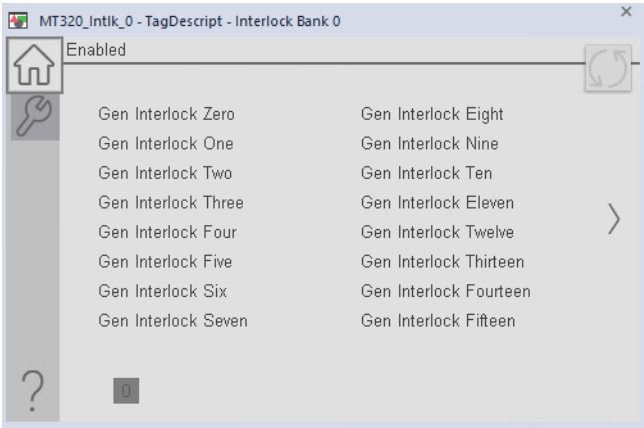 MT320_Intlk_0 - TagDescript - Interlock Bank 0
Enabled
Gen Interlock Zero
Gen Interlock One
Gen Interlock Two
Gen Interlock Three
Gen Interlock Four
Gen Interlock Five
Gen Interlock Six
Gen Interlock Seven
Gen Interlock Eight
Gen Interlock Nine
Gen Interlock Ten
Gen Interlock Eleven
Gen Interlock Twelve
Gen Interlock Thirteen
Gen Interlock Fourteen
Gen Interlock Fifteen
?
0